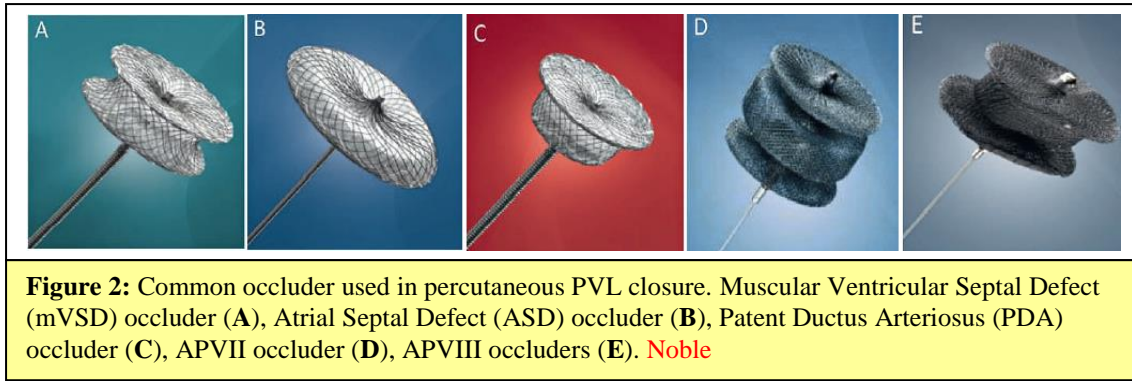 A B C D E
Figure 2: Common occluder used in percutaneous PVL closure. Muscular Ventricular Septal Defect
(mVSD) occluder (A), Atrial Septal Defect (ASD) occluder (B), Patent Ductus Arteriosus (PDA)
occluder (C), APVII occluder (D), APVIII occluders (E). Noble